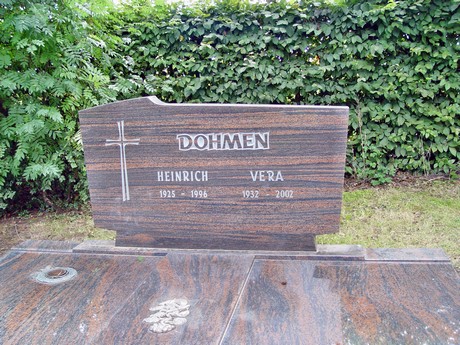 DOHMEN
HEINRICH VERA
1925 - 1996 1932 - 2002